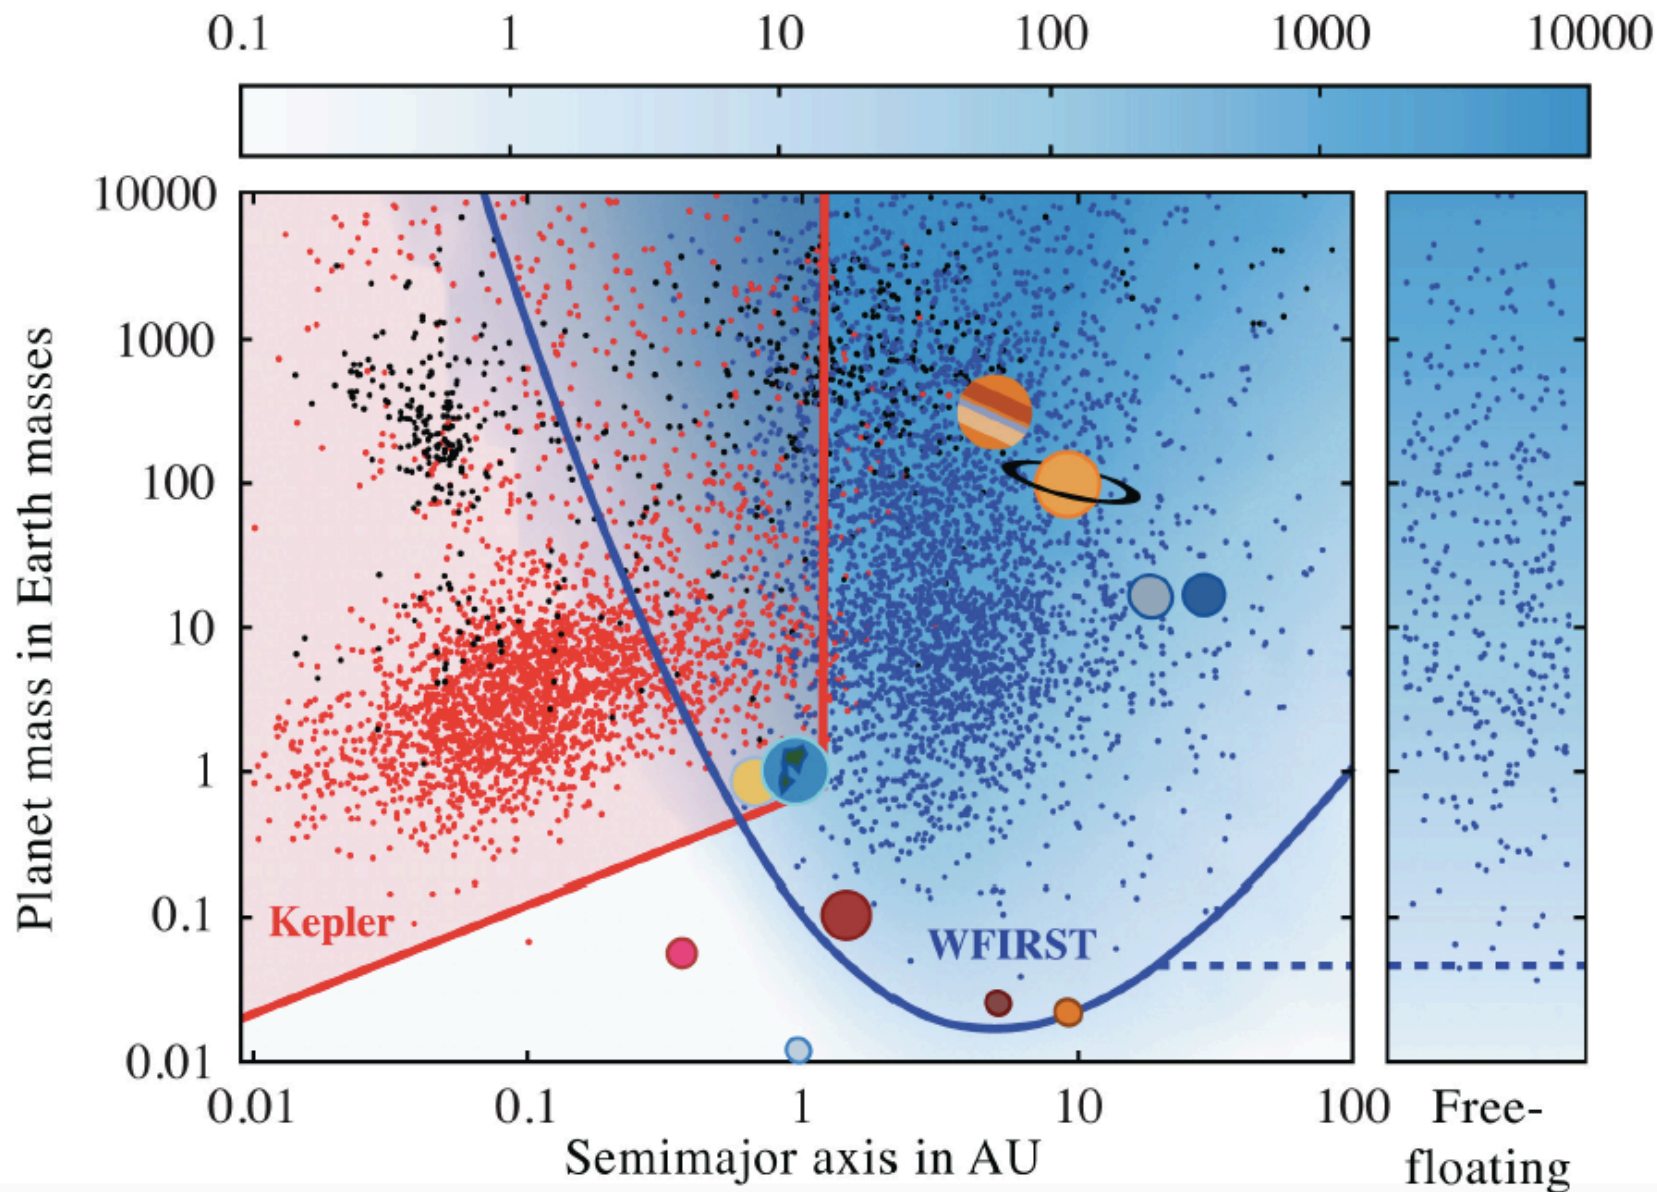 0.1 1 10 100 1000 10000
10000
1000
100
10
1
0.1
0.01
Planet mass in Earth masses
Kepler
WFIRST
0.01 0.1 1 10 100
Semimajor axis in AU
Free-
floating